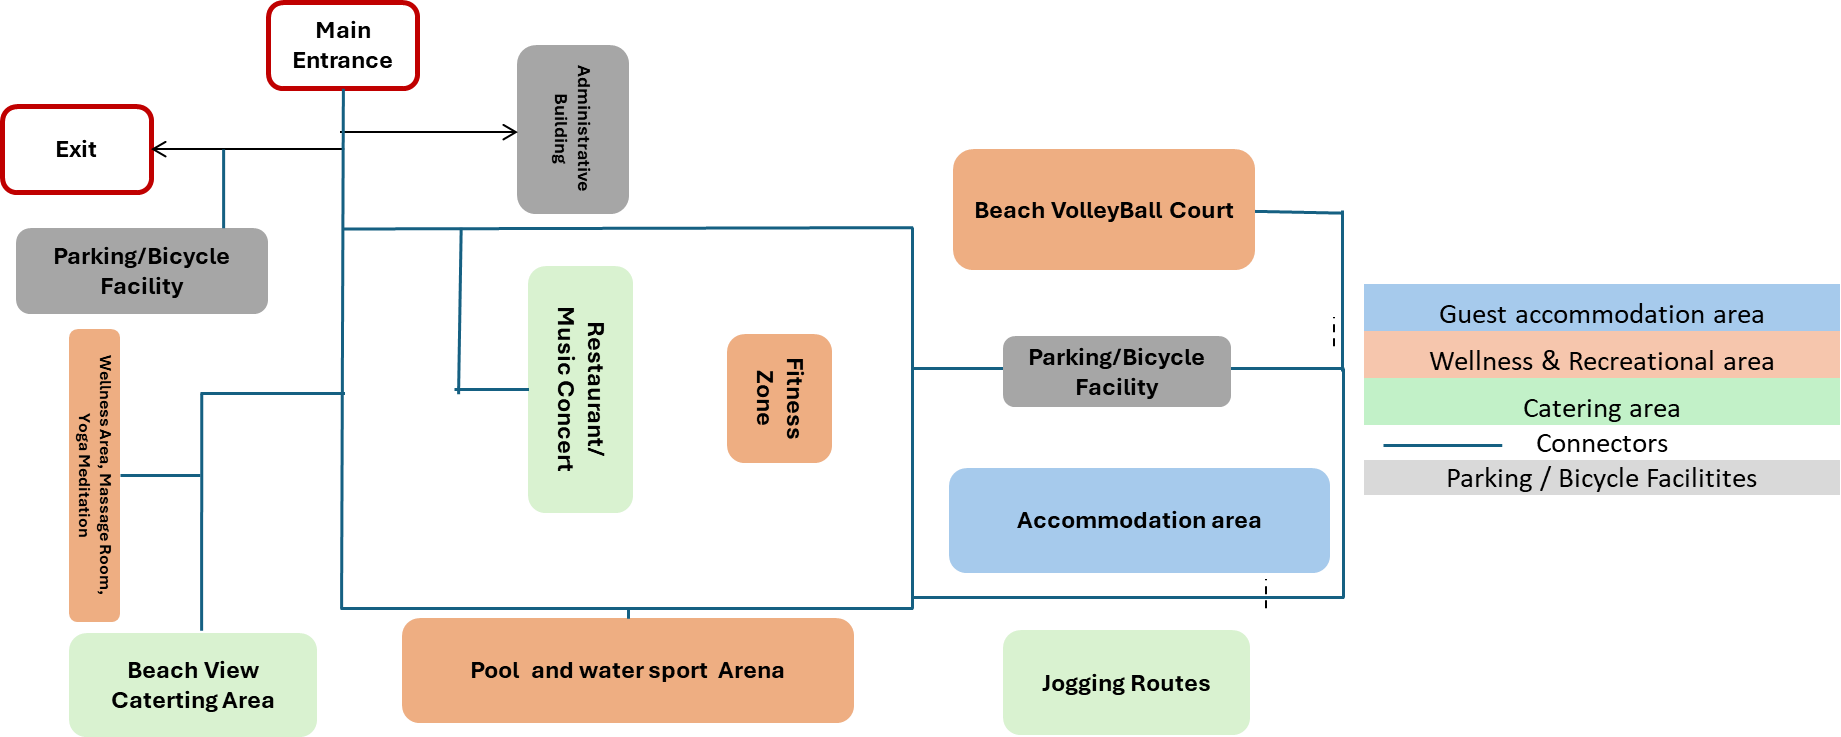 Main
Entrance
Administrative
Building
Exit
Beach VolleyBall Court
Parking/Bicycle
Facility
Restaurant/
Music Concert
Fitness
Zone
Parking/Bicycle
Facility
Wellness Area, Massage Room,
Yoga Meditation
Accommodation area
Beach View
Caterting Area
Pool and water sport Arena
Jogging Routes
Guest accommodation area
Wellness & Recreational area
Catering area
Connectors
Parking / Bicycle Facilitites